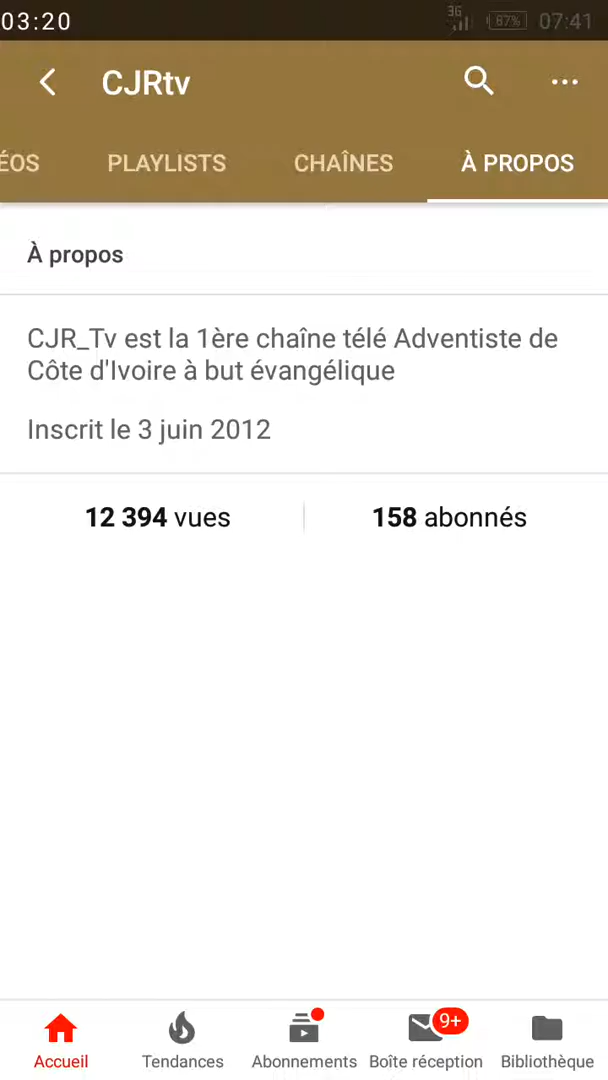 03:20 3G 87% 07:41
CJRtv
ÉOS PLAYLISTS CHAÎNES À PROPOS
À propos
CJR_Tv est la 1ère chaîne télé Adventiste de
Côte d'Ivoire à but évangélique
Inscrit le 3 juin 2012
12 394 vues 158 abonnés
9+
Accueil Tendances Abonnements Boîte réception Bibliothèque